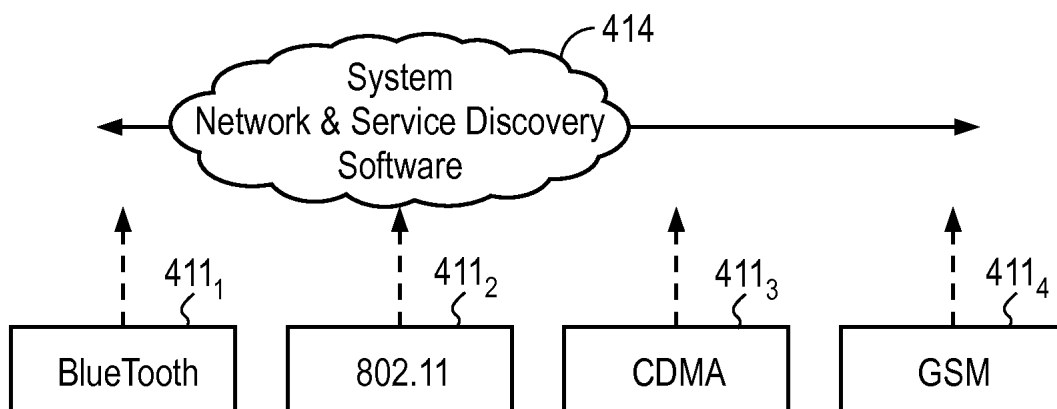 414
System
Network & Service Discovery
Software
411₁
411₂
411₃
411₄
BlueTooth
802.11
CDMA
GSM